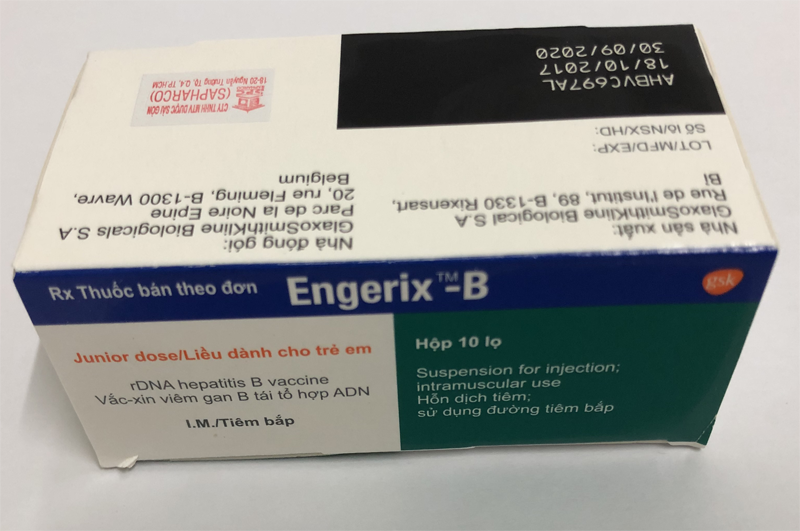 AHBVC697AL
18/10/2017
30/09/2020
LOT/MFD/EXP:
Số lô/NSX/HD:
CTY TNHH MTV DƯỢC SÀI GÒN
(SAPHARCO)
SPC
18-20 Nguyễn Trường Tộ, Q.4, TP.HCM
Nhà sản xuất:
GlaxoSmithKline Biological S.A
Rue de l'Institut, 89, B-1330 Rixensart,
Bỉ
Nhà đóng gói:
GlaxoSmithKline Biologicals S.A
Parc de la Noire Epine
20, rue Fleming, B-1300 Wavre,
Belgium
Rx Thuốc bán theo đơn
Engerix™-B
gsk
Junior dose/Liều dành cho trẻ em
rDNA hepatitis B vaccine
Vắc-xin viêm gan B tái tổ hợp ADN
I.M./Tiêm bắp
Hộp 10 lọ
Suspension for injection;
intramuscular use
Hỗn dịch tiêm;
sử dụng đường tiêm bắp